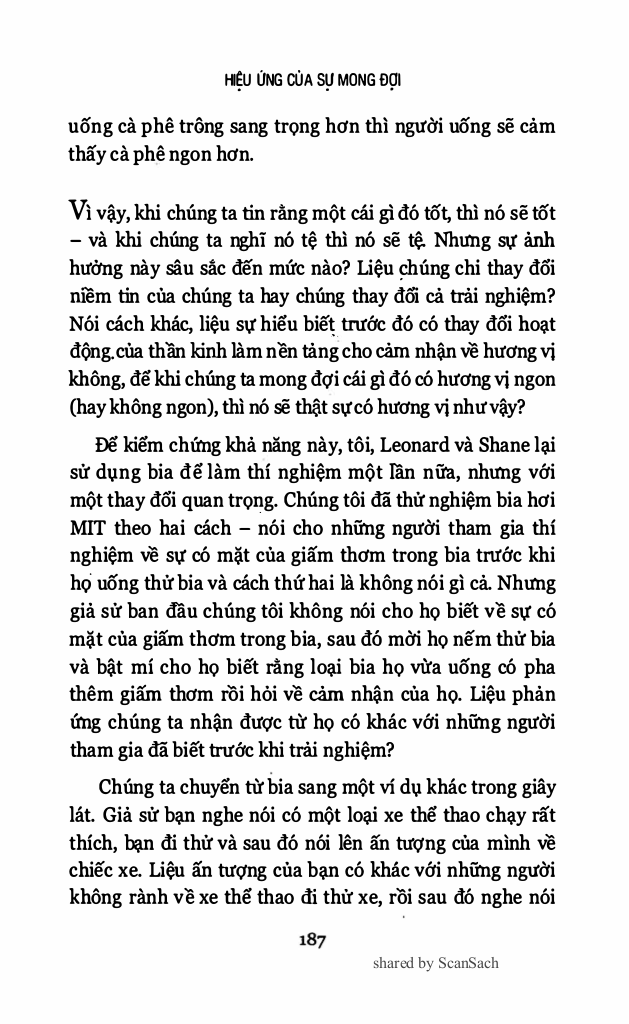 HIỆU ỨNG CỦA SỰ MONG ĐỢI
uống cà phê trông sang trọng hơn thì người uống sẽ cảm
thấy cà phê ngon hơn.
Vì vậy, khi chúng ta tin rằng một cái gì đó tốt, thì nó sẽ tốt
– và khi chúng ta nghĩ nó tệ thì nó sẽ tệ. Nhưng sự ảnh
hưởng này sâu sắc đến mức nào? Liệu chúng chỉ thay đổi
niềm tin của chúng ta hay chúng thay đổi cả trải nghiệm?
Nói cách khác, liệu sự hiểu biết trước đó có thay đổi hoạt
động của thần kinh làm nền tảng cho cảm nhận về hương vị
không, để khi chúng ta mong đợi cái gì đó có hương vị ngon
(hay không ngon), thì nó sẽ thật sự có hương vị như vậy?
Để kiểm chứng khả năng này, tôi, Leonard và Shane lại
sử dụng bia để làm thí nghiệm một lần nữa, nhưng với
một thay đổi quan trọng. Chúng tôi đã thử nghiệm bia hơi
MIT theo hai cách – nói cho những người tham gia thí
nghiệm về sự có mặt của giấm thơm trong bia trước khi
họ uống thử bia và cách thứ hai là không nói gì cả. Nhưng
giả sử ban đầu chúng tôi không nói cho họ biết về sự có
mặt của giấm thơm trong bia, sau đó mời họ nếm thử bia
và bật mí cho họ biết rằng loại bia họ vừa uống có pha
thêm giấm thơm rồi hỏi về cảm nhận của họ. Liệu phản
ứng chúng ta nhận được từ họ có khác với những người
tham gia đã biết trước khi trải nghiệm?
Chúng ta chuyển từ bia sang một ví dụ khác trong giây
lát. Giả sử bạn nghe nói có một loại xe thể thao chạy rất
thích, bạn đi thử và sau đó nói lên ấn tượng của mình về
chiếc xe. Liệu ấn tượng của bạn có khác với những người
không rành về xe thể thao đi thử xe, rồi sau đó nghe nói
187
shared by ScanSach